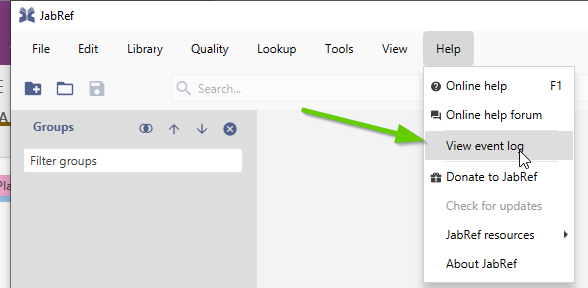 JabRef
File Edit Library Quality Lookup Tools View Help
Search...
Groups
Filter groups
Online help F1
Online help forum
View event log
Donate to JabRef
Check for updates
JabRef resources
About JabRef